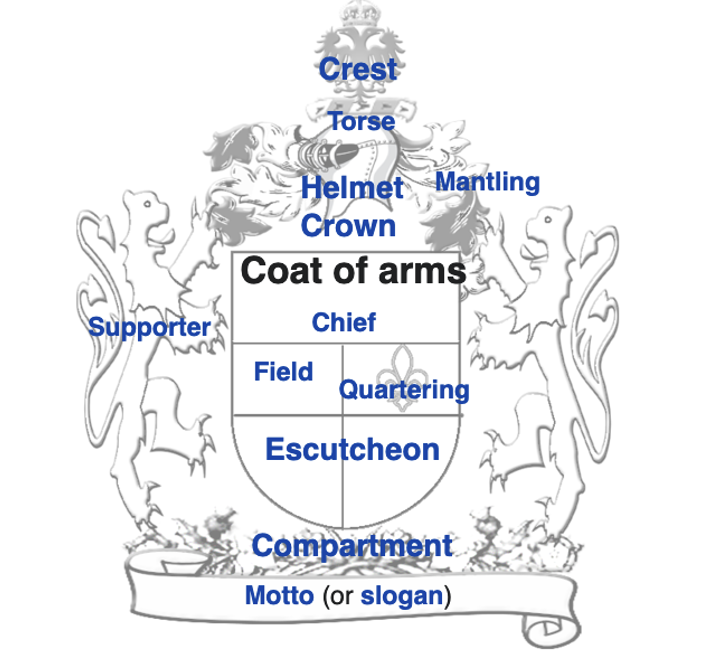 Crest
Torse
Helmet
Mantling
Crown
Coat of arms
Supporter
Chief
Field
Quartering
Escutcheon
Compartment
Motto (or slogan)